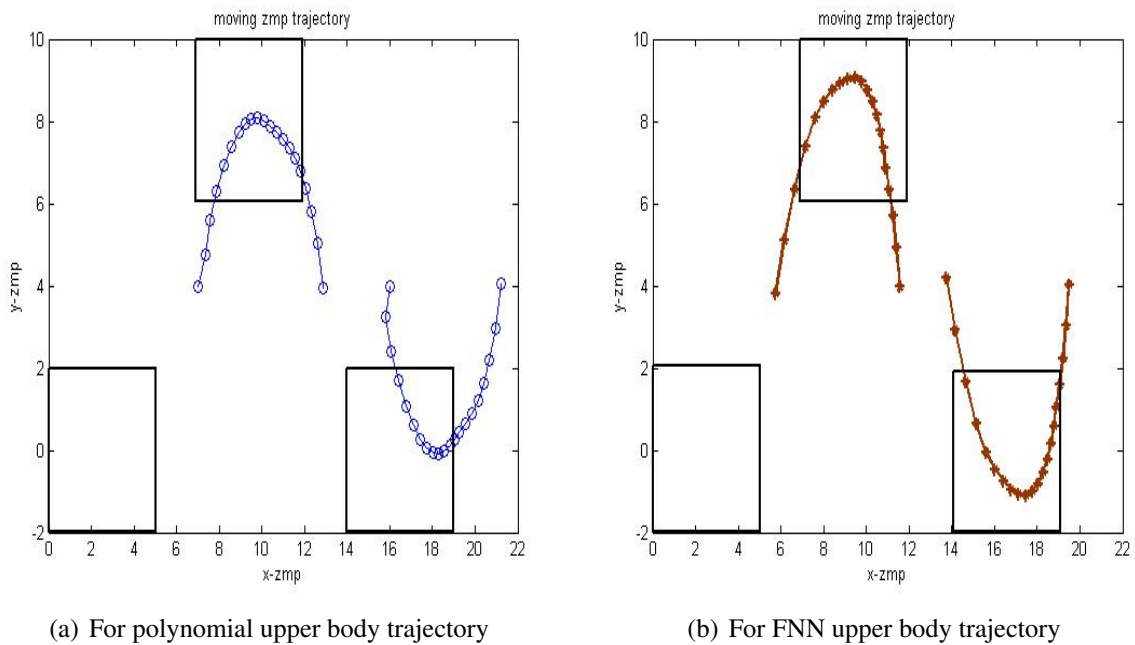 moving zmp trajectory
10
8
6
4
2
0
-2
y-zmp
0 2 4 6 8 10 12 14 16 18 20 22
x-zmp
(a) For polynomial upper body trajectory
moving zmp trajectory
10
8
6
4
2
0
-2
y-zmp
0 2 4 6 8 10 12 14 16 18 20 22
x-zmp
(b) For FNN upper body trajectory